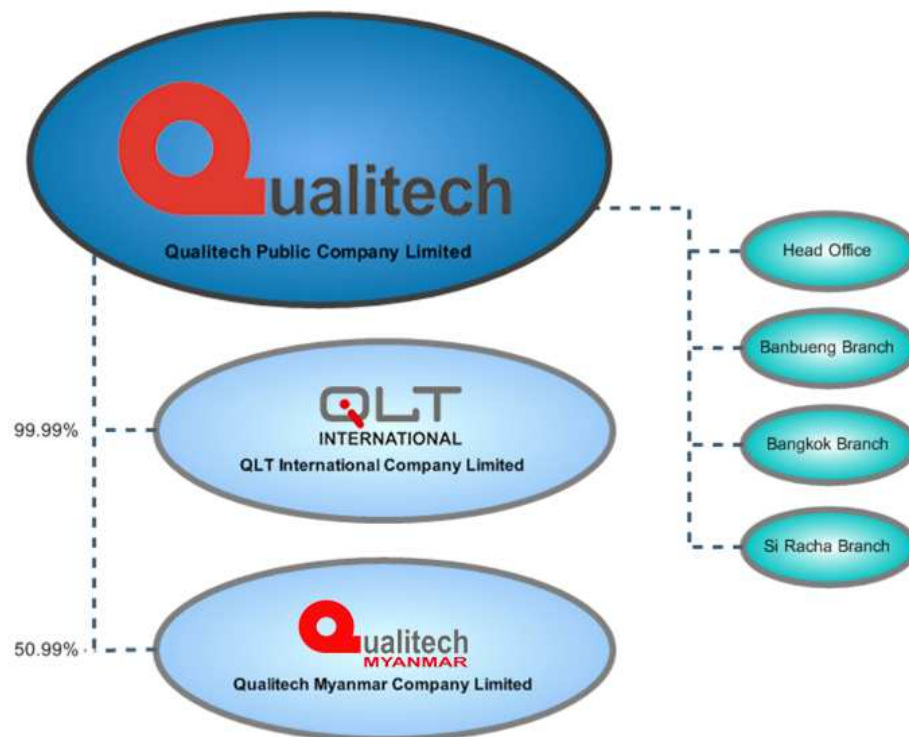 Qualitech
Qualitech Public Company Limited
Head Office
Banbueng Branch
Bangkok Branch
Si Racha Branch
99.99%
QLT
INTERNATIONAL
QLT International Company Limited
50.99%
Qualitech
MYANMAR
Qualitech Myanmar Company Limited